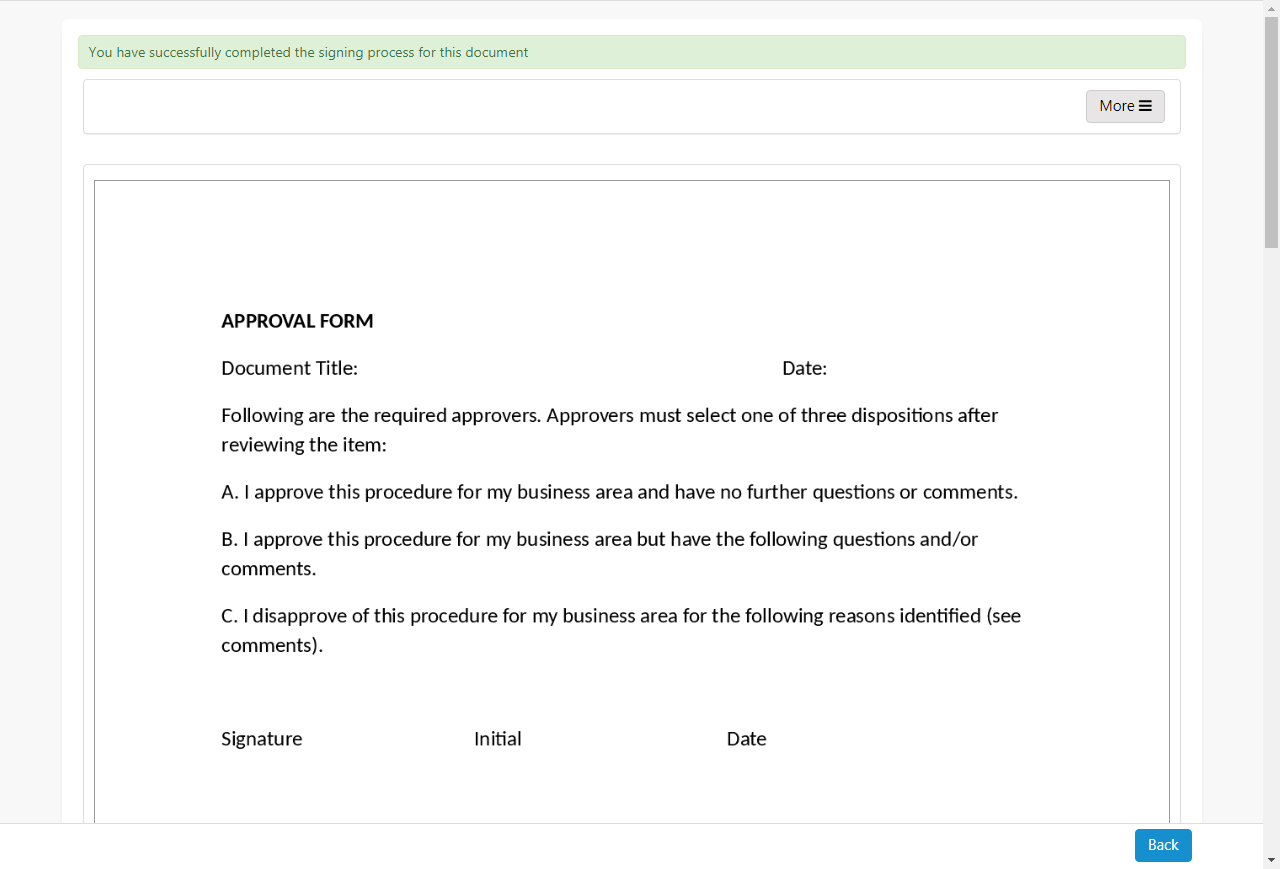 You have successfully completed the signing process for this document
More
APPROVAL FORM
Document Title: Date:
Following are the required approvers. Approvers must select one of three dispositions after
reviewing the item:
A. I approve this procedure for my business area and have no further questions or comments.
B. I approve this procedure for my business area but have the following questions and/or
comments.
C. I disapprove of this procedure for my business area for the following reasons identified (see
comments).
Signature Initial Date
Back